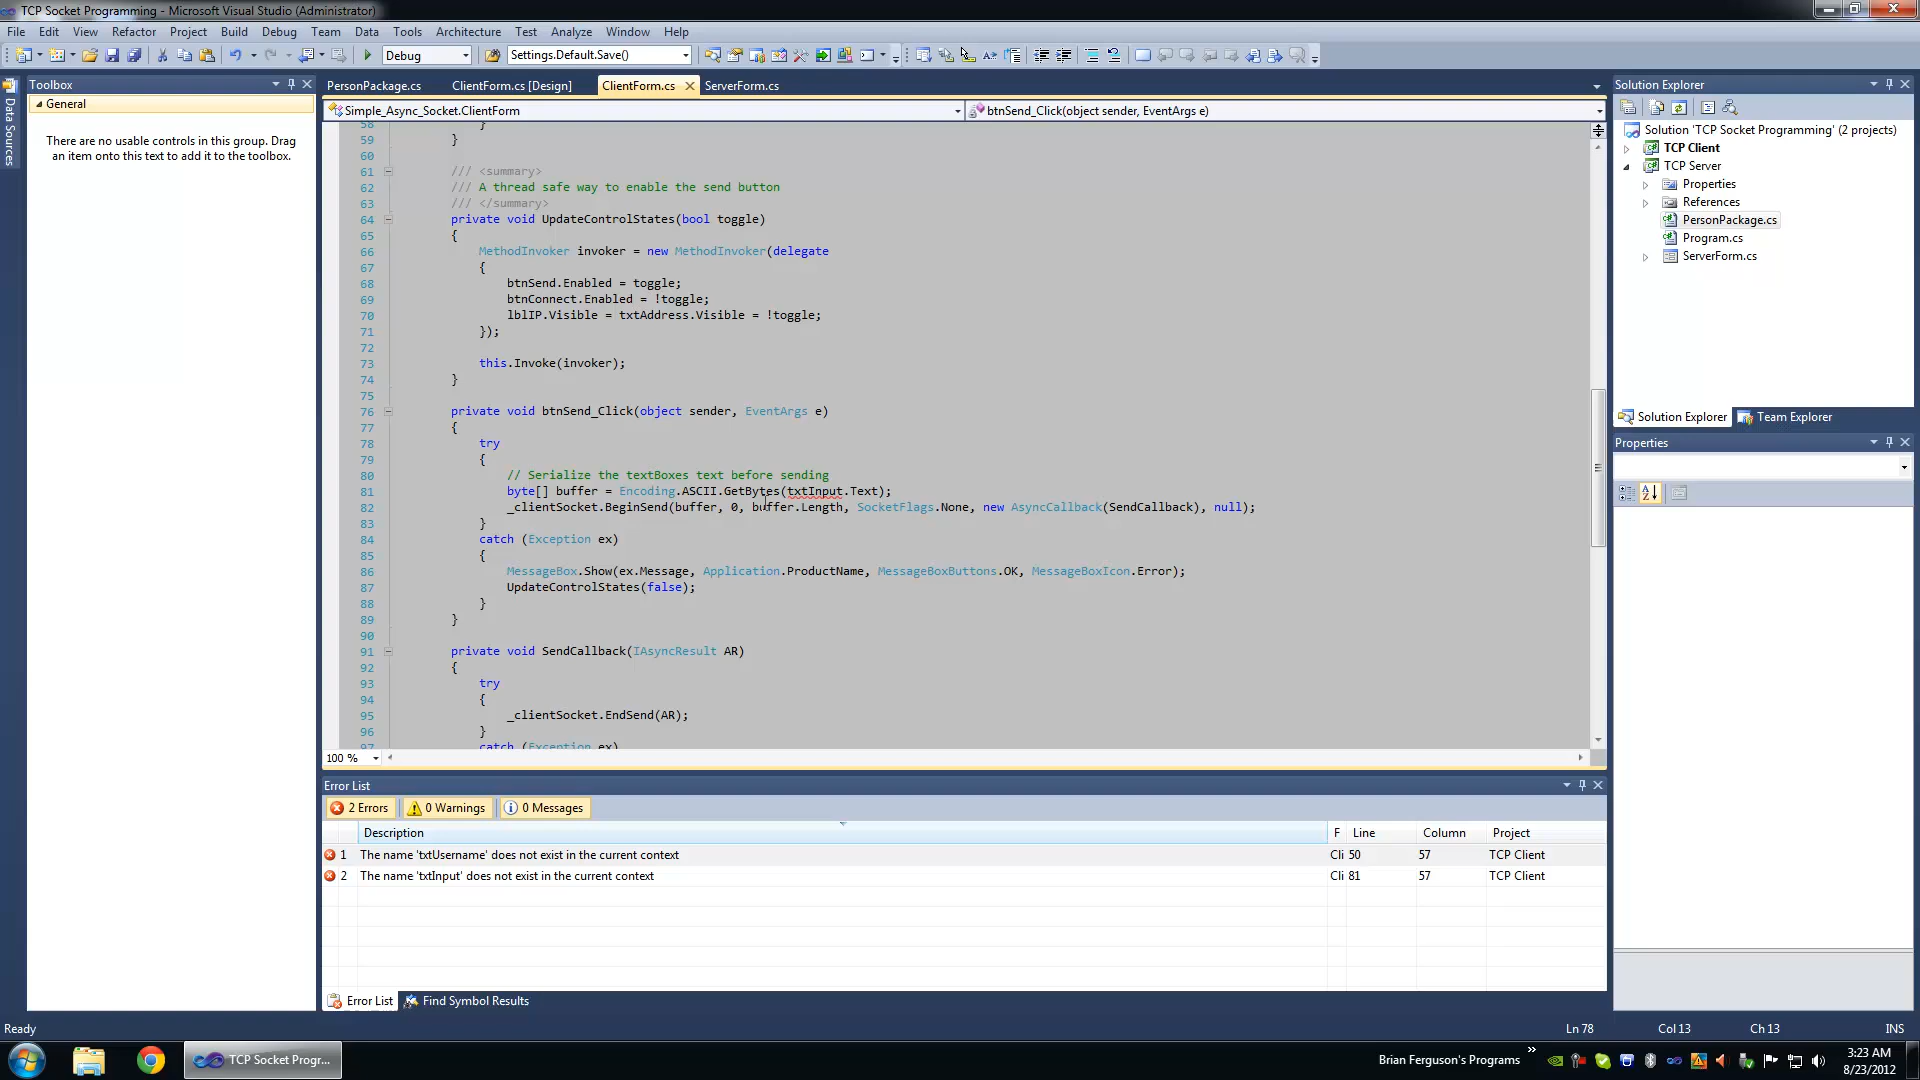 TCP Socket Programming - Microsoft Visual Studio (Administrator)
File Edit View Refactor Project Build Debug Team Data Tools Architecture Test Analyze Window Help
Debug Settings.Default.Save()
Toolbox
General
There are no usable controls in this group. Drag
an item onto this text to add it to the toolbox.
Data Sources
PersonPackage.cs ClientForm.cs [Design] ClientForm.cs ServerForm.cs
Simple_Async_Socket.ClientForm btnSend_Click(object sender, EventArgs e)
58 }
59 }
60
61 /// <summary>
62 /// A thread safe way to enable the send button
63 /// </summary>
64 private void UpdateControlStates(bool toggle)
65 {
66 MethodInvoker invoker = new MethodInvoker(delegate
67 {
68 btnSend.Enabled = toggle;
69 btnConnect.Enabled = !toggle;
70 lblIP.Visible = txtAddress.Visible = !toggle;
71 });
72
73 this.Invoke(invoker);
74 }
75
76 private void btnSend_Click(object sender, EventArgs e)
77 {
78 try
79 {
80 // Serialize the textBoxes text before sending
81 byte[] buffer = Encoding.ASCII.GetBytes(txtInput.Text);
82 _clientSocket.BeginSend(buffer, 0, buffer.Length, SocketFlags.None, new AsyncCallback(SendCallback), null);
83 }
84 catch (Exception ex)
85 {
86 MessageBox.Show(ex.Message, Application.ProductName, MessageBoxButtons.OK, MessageBoxIcon.Error);
87 UpdateControlStates(false);
88 }
89 }
90
91 private void SendCallback(IAsyncResult AR)
92 {
93 try
94 {
95 _clientSocket.EndSend(AR);
96 }
97 catch (Exception ex)
100 %
Error List
2 Errors 0 Warnings 0 Messages
Description F Line Column Project
1 The name 'txtUsername' does not exist in the current context Cli 50 57 TCP Client
2 The name 'txtInput' does not exist in the current context Cli 81 57 TCP Client
Error List Find Symbol Results
Solution Explorer
Solution 'TCP Socket Programming' (2 projects)
TCP Client
TCP Server
Properties
References
PersonPackage.cs
Program.cs
ServerForm.cs
Solution Explorer Team Explorer
Properties
Ready Ln 78 Col 13 Ch 13 INS
TCP Socket Progr... Brian Ferguson's Programs 3:23 AM
8/23/2012